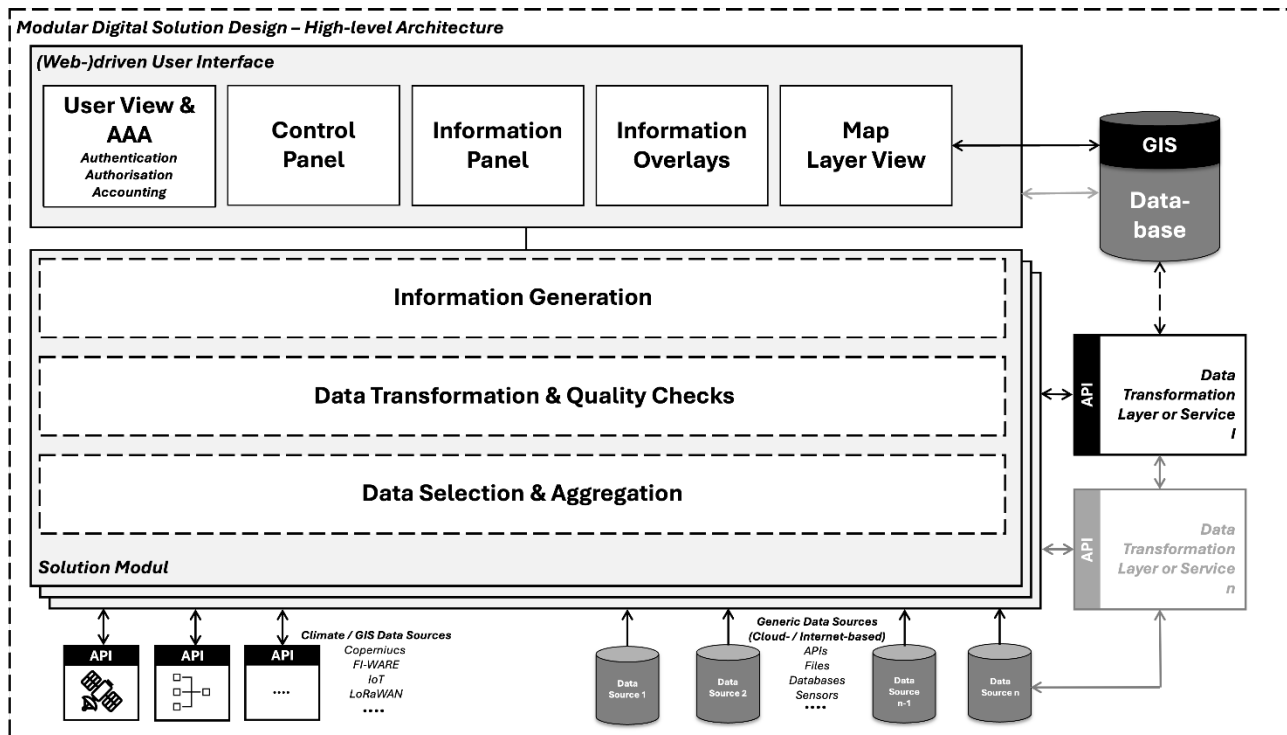 Modular Digital Solution Design – High-level Architecture
(Web-)driven User Interface
User View &
AAA
Authentication
Authorisation
Accounting
Control
Panel
Information
Panel
Information
Overlays
Map
Layer View
GIS
Data-
base
Information Generation
Data Transformation & Quality Checks
Data Selection & Aggregation
Solution Modul
API
Data
Transformation
Layer or Service
I
API
Data
Transformation
Layer or Service
n
API
API
API
....
Climate / GIS Data Sources
Coperniucs
FI-WARE
IoT
LoRaWAN
....
Data
Source 1
Data
Source 2
Generic Data Sources
(Cloud- / Internet-based)
APIs
Files
Databases
Sensors
....
Data
Source
n-1
Data
Source n